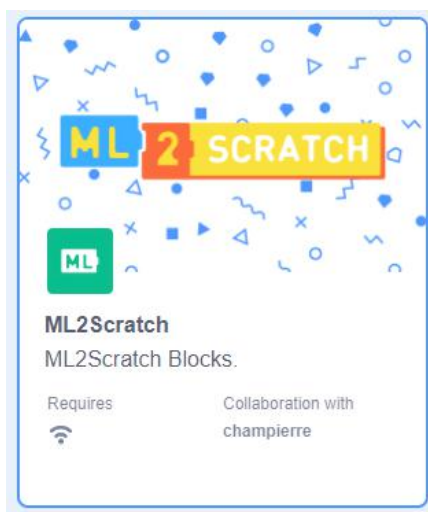 ML 2 SCRATCH
ML
ML2Scratch
ML2Scratch Blocks.
Requires Collaboration with
champierre